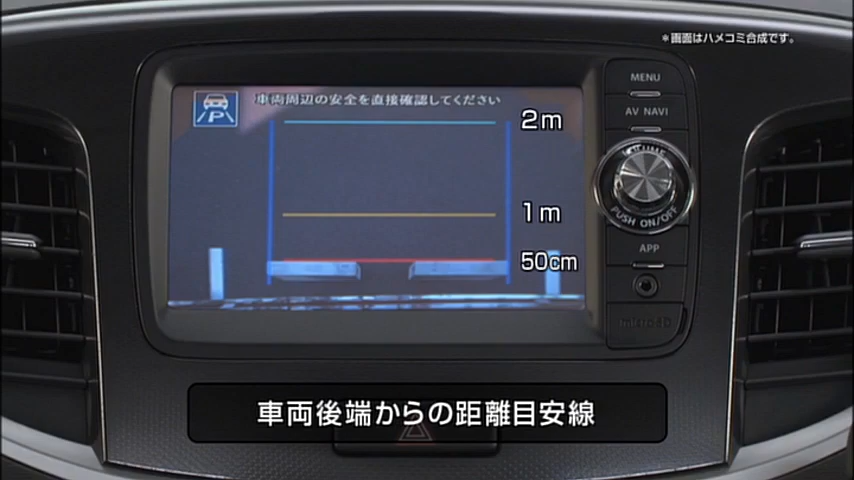 *画面はハメコミ合成です。
MENU
車両周辺の安全を直接確認してください
P
2m
AV NAVI
VOLUME
PUSH ON/OFF
1m
APP
50cm
microSD
車両後端からの距離目安線